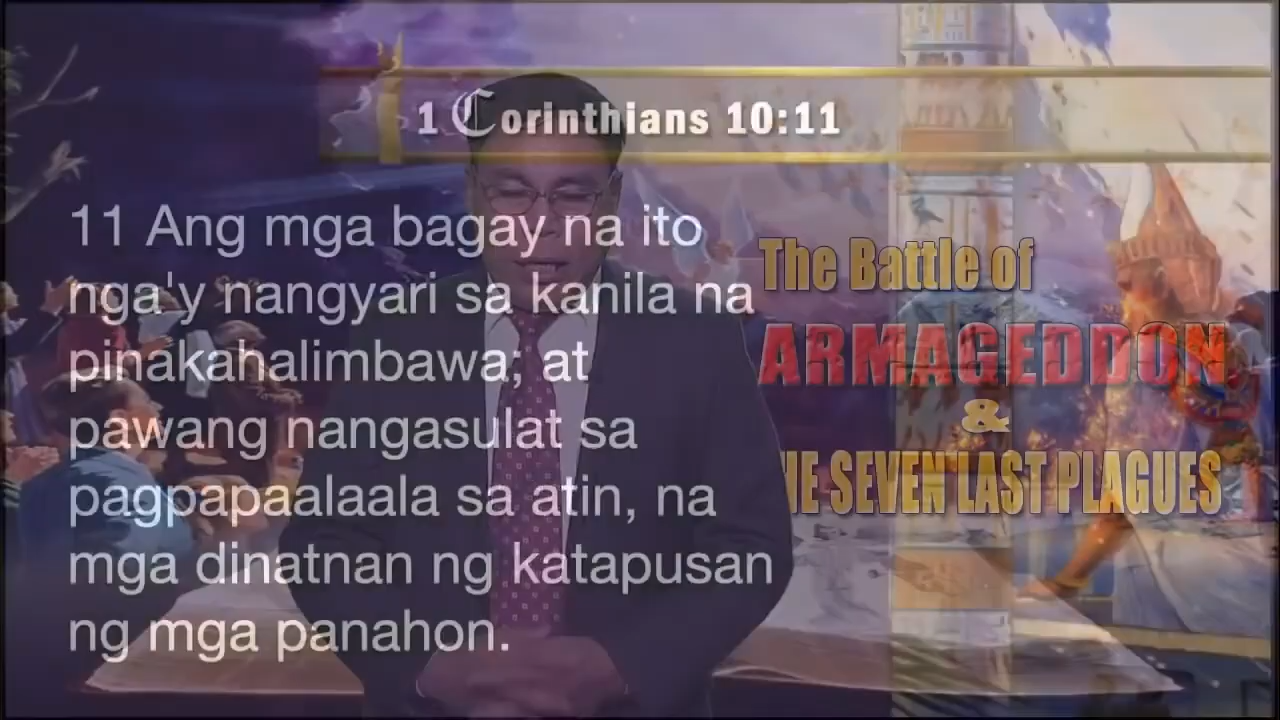 1 Corinthians 10:11
11 Ang mga bagay na ito
nga'y nangyari sa kanila na
pinakahalimbawa; at
pawang nangasulat sa
pagpapaalaala sa atin, na
mga dinatnan ng katapusan
ng mga panahon.
The Battle of
ARMAGEDDON
&
HE SEVEN LAST PLAGUES